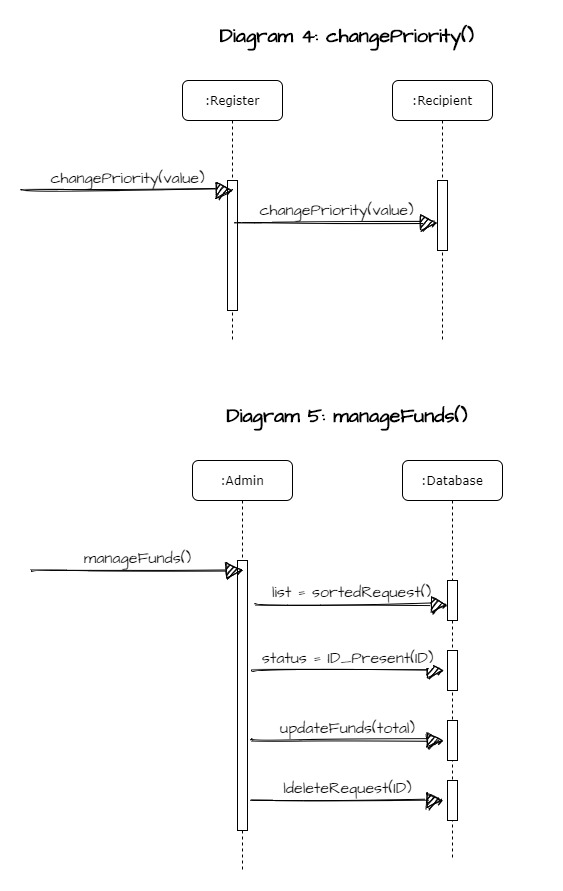 Diagram 4: changePriority()
:Register
:Recipient
changePriority(value)
changePriority(value)
Diagram 5: manageFunds()
:Admin
:Database
manageFunds()
list = sortedRequest()
status = ID_Present(ID)
updateFunds(total)
ldeleteRequest(ID)